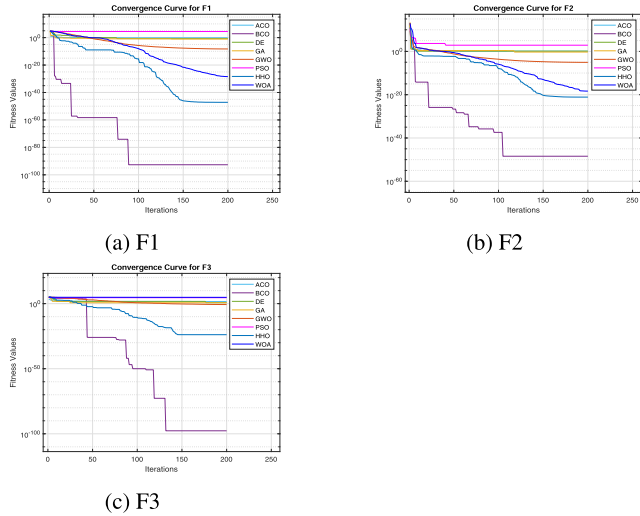 Convergence Curve for F1
Fitness Values
10^0
10^-20
10^-40
10^-60
10^-80
10^-100
0 50 100 150 200 250
Iterations
ACO
BCO
DE
GA
GWO
PSO
HHO
WOA
(a) F1
Convergence Curve for F2
Fitness Values
10^0
10^-20
10^-40
10^-60
0 50 100 150 200 250
Iterations
ACO
BCO
DE
GA
GWO
PSO
HHO
WOA
(b) F2
Convergence Curve for F3
Fitness Values
10^0
10^-50
10^-100
0 50 100 150 200 250
Iterations
ACO
BCO
DE
GA
GWO
PSO
HHO
WOA
(c) F3